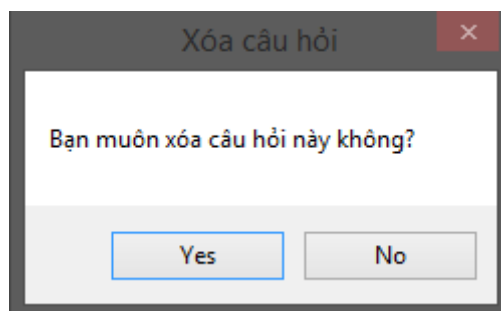 Xóa câu hỏi
Bạn muôn xóa câu hỏi này không?
Yes
No